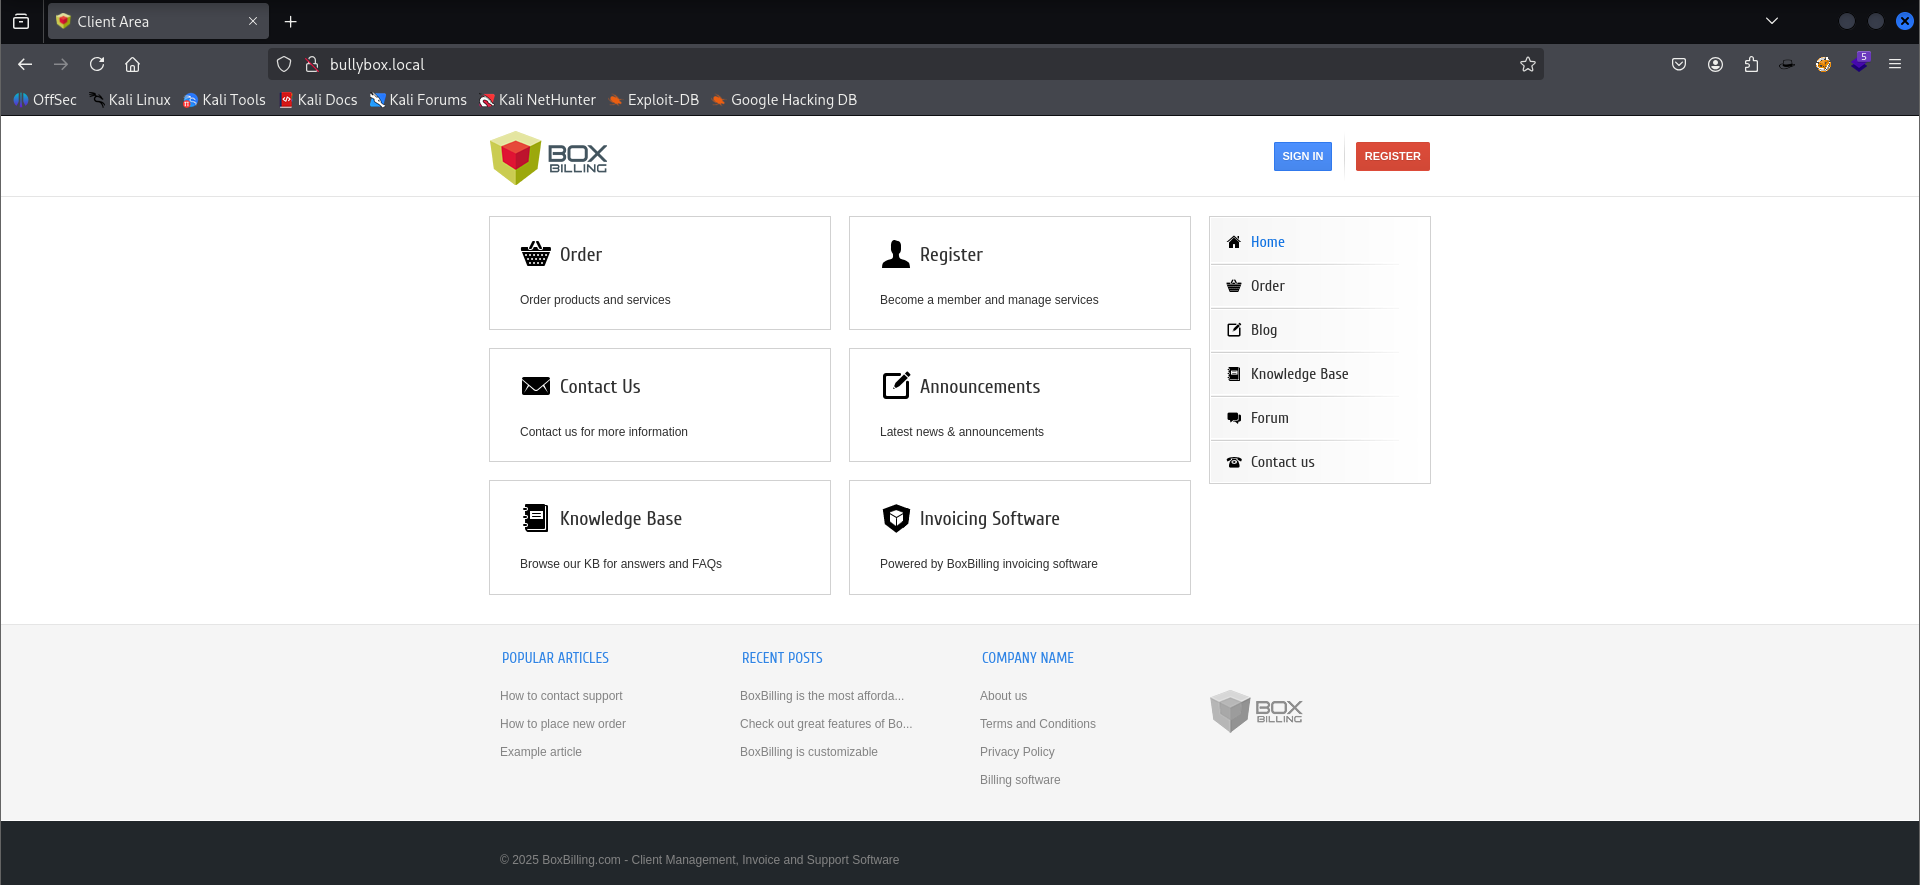 Client Area
bullybox.local
5
OffSec Kali Linux Kali Tools Kali Docs Kali Forums Kali NetHunter Exploit-DB Google Hacking DB
BOX
BILLING
SIGN IN REGISTER
Order
Order products and services
Register
Become a member and manage services
Contact Us
Contact us for more information
Announcements
Latest news & announcements
Knowledge Base
Browse our KB for answers and FAQs
Invoicing Software
Powered by BoxBilling invoicing software
Home
Order
Blog
Knowledge Base
Forum
Contact us
POPULAR ARTICLES
How to contact support
How to place new order
Example article
RECENT POSTS
BoxBilling is the most afforda...
Check out great features of Bo...
BoxBilling is customizable
COMPANY NAME
About us
Terms and Conditions
Privacy Policy
Billing software
BOX
BILLING
© 2025 BoxBilling.com - Client Management, Invoice and Support Software